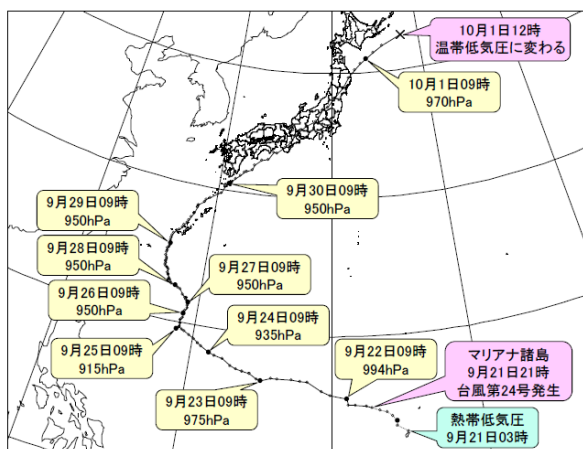 10月1日12時
温帯低気圧に変わる
10月1日09時
970hPa
9月30日09時
950hPa
9月29日09時
950hPa
9月28日09時
950hPa
9月27日09時
950hPa
9月26日09時
950hPa
9月24日09時
935hPa
9月25日09時
915hPa
9月22日09時
994hPa
9月23日09時
975hPa
マリアナ諸島
9月21日21時
台風第24号発生
熱帯低気圧
9月21日03時